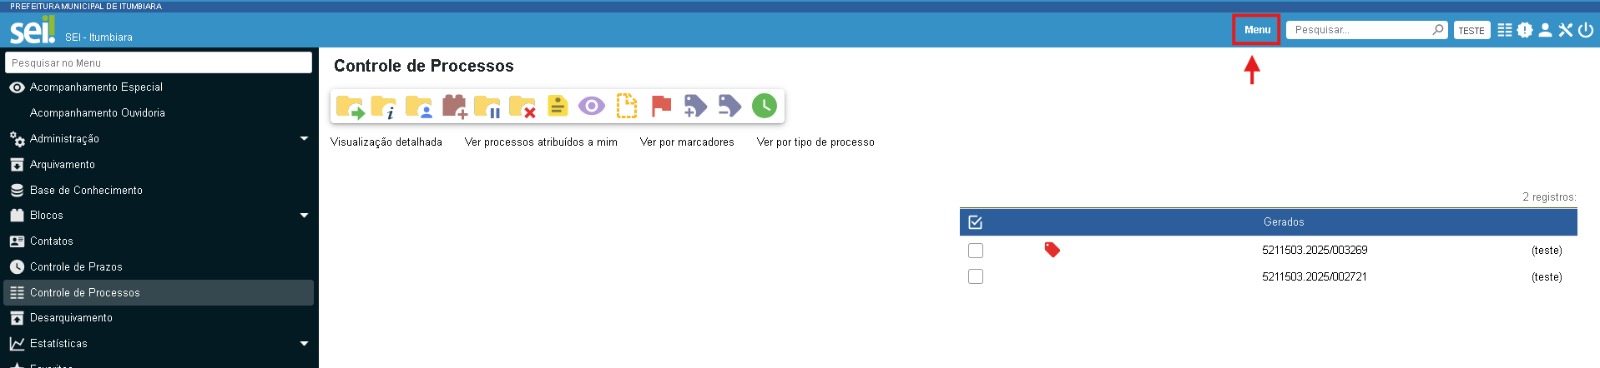 PREFEITURA MUNICIPAL DE ITUMBIARA
sei!
SEI - Itumbiara
Menu
Pesquisar...
TESTE
Pesquisar no Menu
Acompanhamento Especial
Acompanhamento Ouvidoria
Administração
Arquivamento
Base de Conhecimento
Blocos
Contatos
Controle de Prazos
Controle de Processos
Desarquivamento
Estatísticas
Controle de Processos
Visualização detalhada
Ver processos atribuídos a mim
Ver por marcadores
Ver por tipo de processo
2 registros:
Gerados
5211503.2025/003269 (teste)
5211503.2025/002721 (teste)